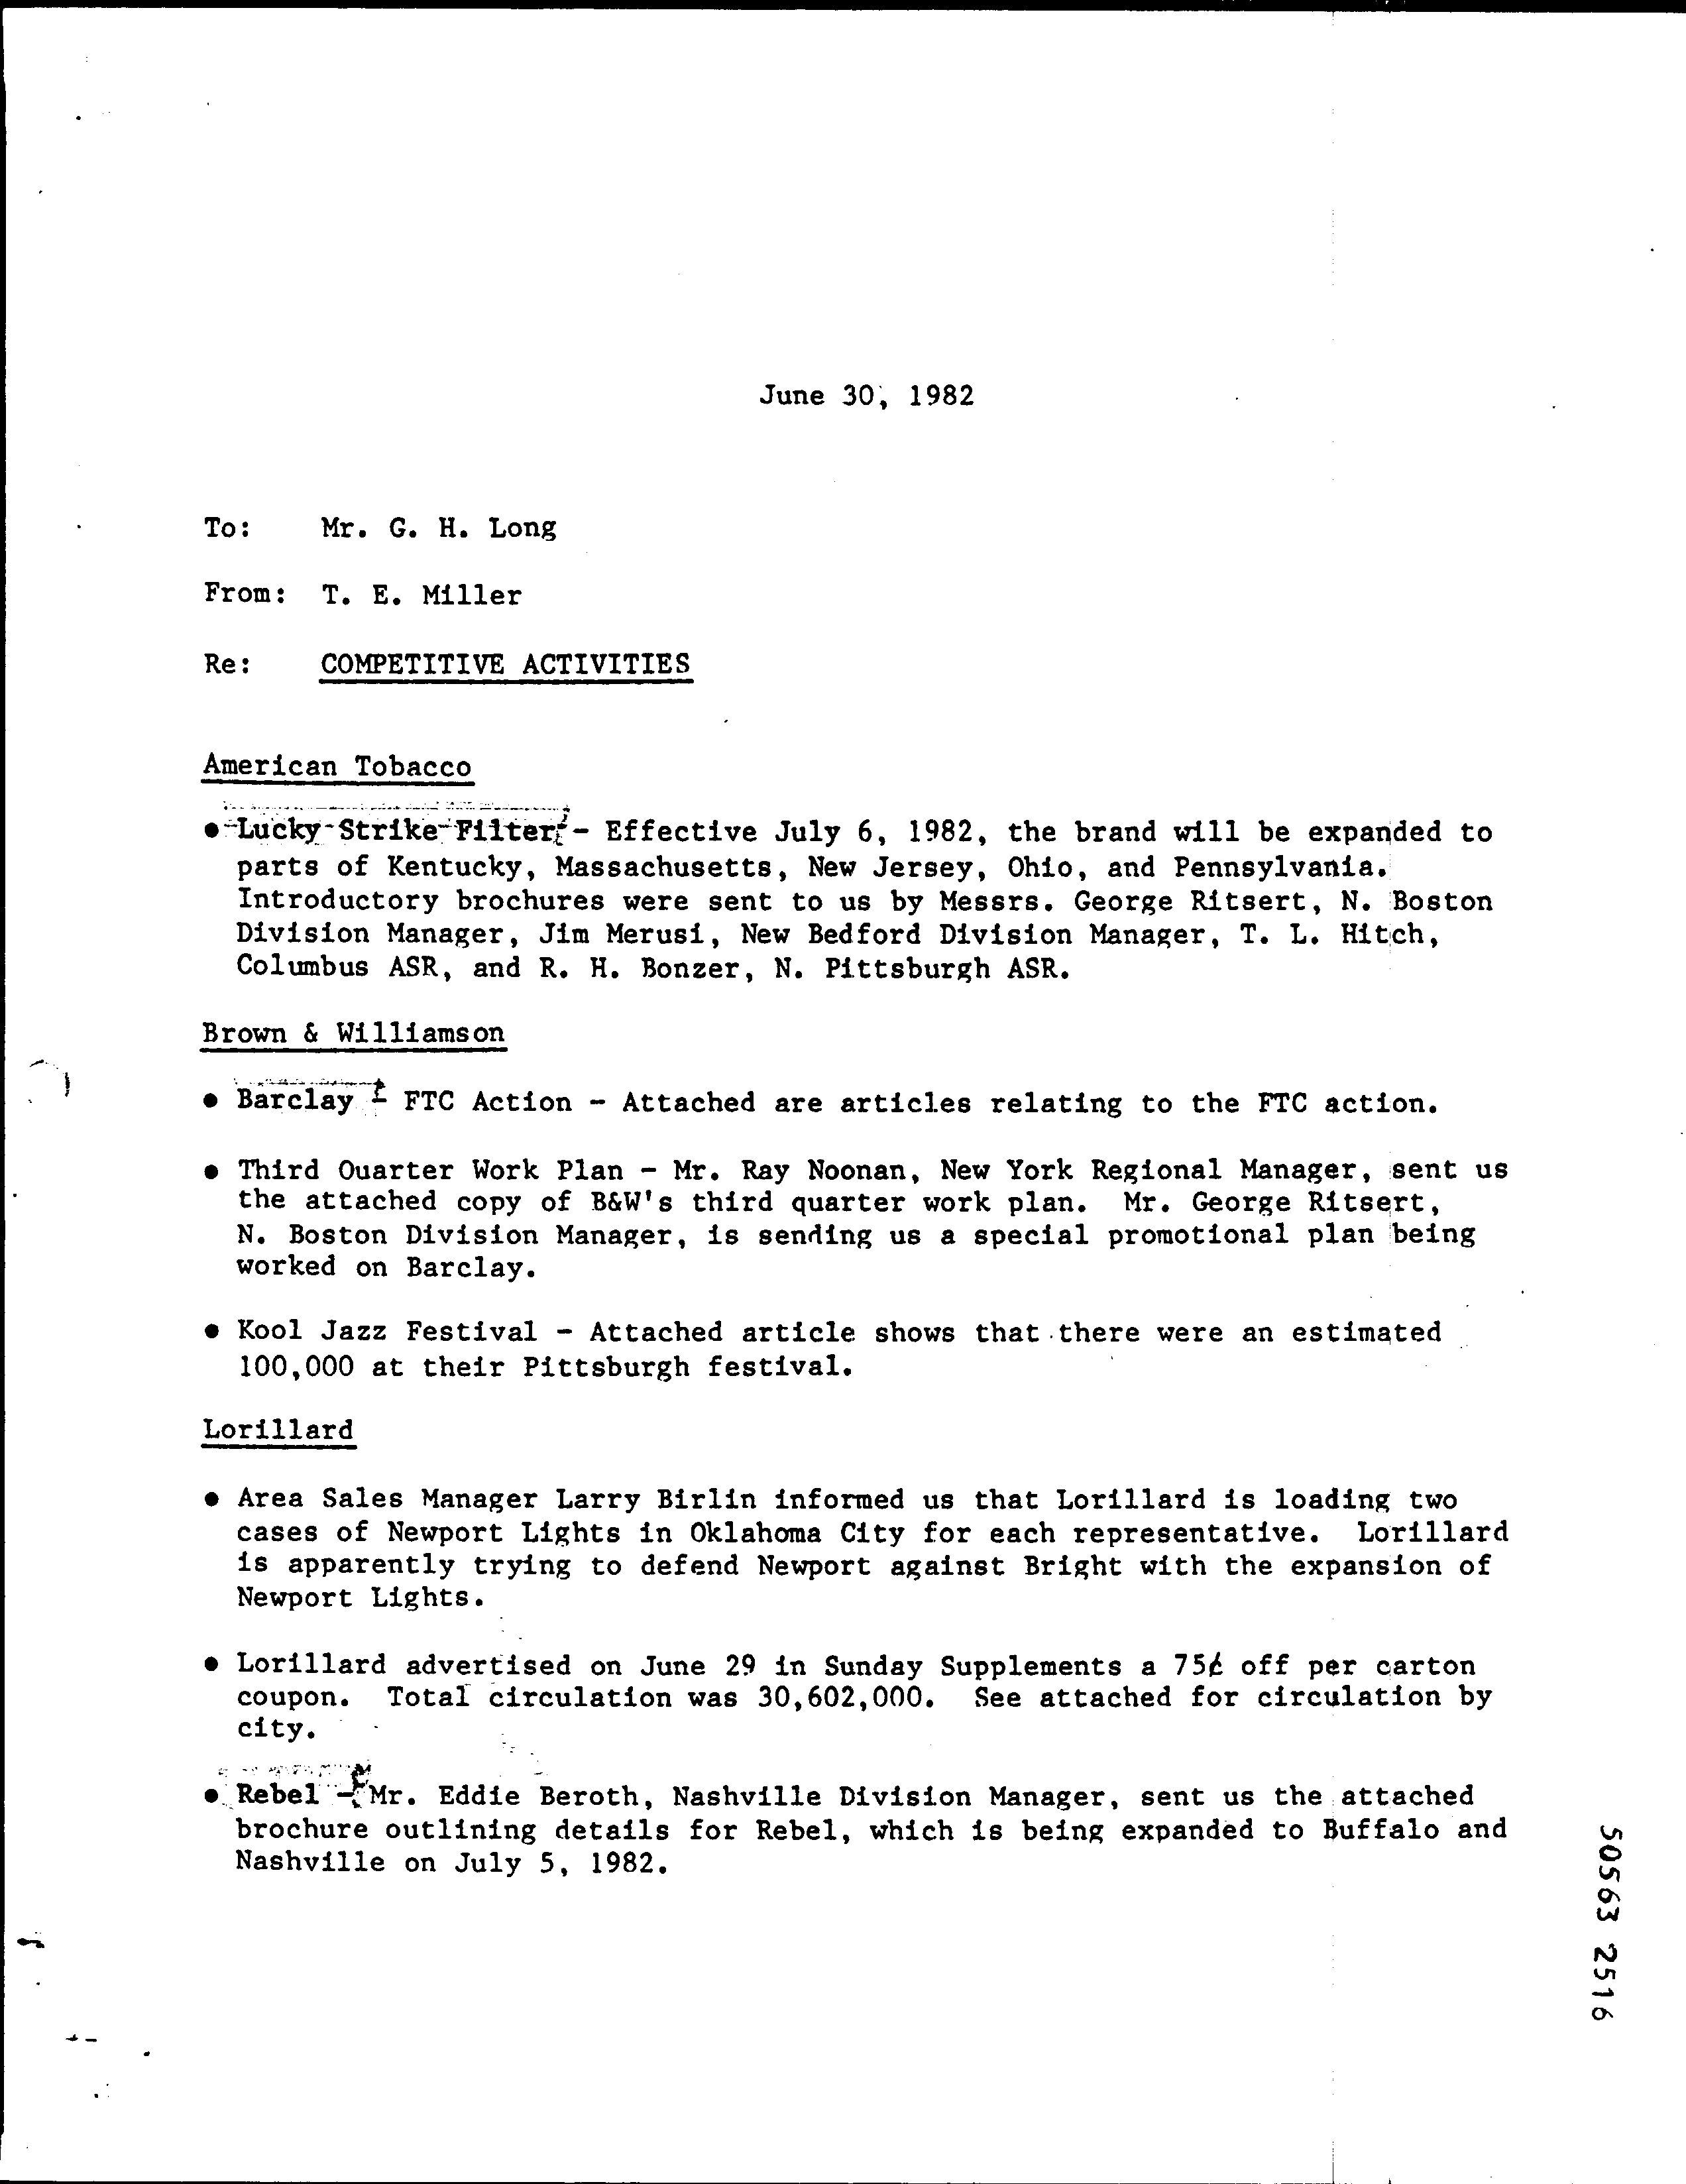 June 30, 1982
To: Mr. G. H. Long
From: T. E. Miller
Re: COMPETITIVE ACTIVITIES
American Tobacco
● Lucky Strike Filter - Effective July 6, 1982, the brand will be expanded to
parts of Kentucky, Massachusetts, New Jersey, Ohio, and Pennsylvania.
Introductory brochures were sent to us by Messrs. George Ritsert, N. Boston
Division Manager, Jim Merusi, New Bedford Division Manager, T. L. Hitch,
Columbus ASR, and R. H. Bonzer, N. Pittsburgh ASR.
Brown & Williamson
● Barclay - FTC Action - Attached are articles relating to the FTC action.
● Third Ouarter Work Plan - Mr. Ray Noonan, New York Regional Manager, sent us
the attached copy of B&W's third quarter work plan. Mr. George Ritsert,
N. Boston Division Manager, is sending us a special promotional plan being
worked on Barclay.
● Kool Jazz Festival - Attached article shows that there were an estimated
100,000 at their Pittsburgh festival.
Lorillard
● Area Sales Manager Larry Birlin informed us that Lorillard is loading two
cases of Newport Lights in Oklahoma City for each representative. Lorillard
is apparently trying to defend Newport against Bright with the expansion of
Newport Lights.
● Lorillard advertised on June 29 in Sunday Supplements a 75¢ off per carton
coupon. Total circulation was 30,602,000. See attached for circulation by
city.
● Rebel - Mr. Eddie Beroth, Nashville Division Manager, sent us the attached
brochure outlining details for Rebel, which is being expanded to Buffalo and
Nashville on July 5, 1982.
50563 2516